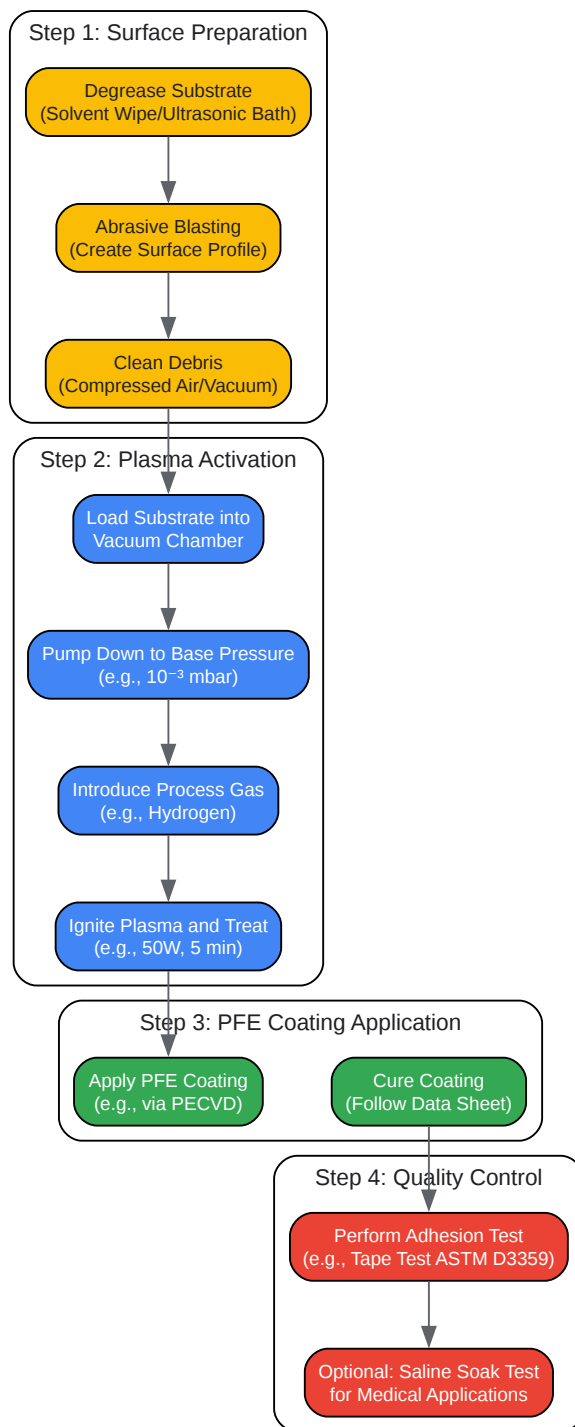 Step 1: Surface Preparation
Degrease Substrate
(Solvent Wipe/Ultrasonic Bath)
Abrasive Blasting
(Create Surface Profile)
Clean Debris
(Compressed Air/Vacuum)
Step 2: Plasma Activation
Load Substrate into
Vacuum Chamber
Pump Down to Base Pressure
(e.g., 10⁻³ mbar)
Introduce Process Gas
(e.g., Hydrogen)
Ignite Plasma and Treat
(e.g., 50W, 5 min)
Step 3: PFE Coating Application
Apply PFE Coating
(e.g., via PECVD)
Cure Coating
(Follow Data Sheet)
Step 4: Quality Control
Perform Adhesion Test
(e.g., Tape Test ASTM D3359)
Optional: Saline Soak Test
for Medical Applications